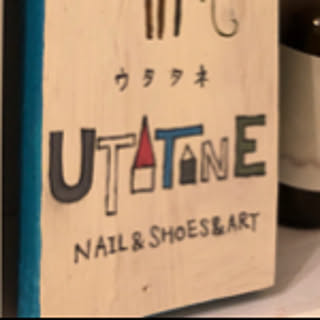 ウタタネ
UTATANE
NAIL & SHOES & ART